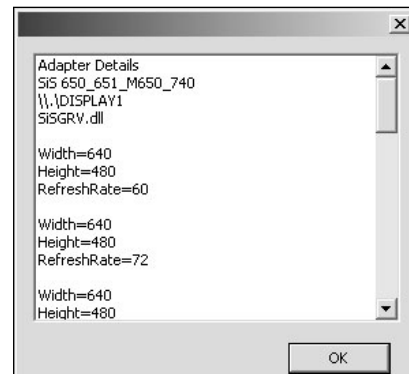 Adapter Details
SiS 650_651_M650_740
\\.\DISPLAY1
SiSGRV.dll
Width=640
Height=480
RefreshRate=60
Width=640
Height=480
RefreshRate=72
Width=640
Height=480
OK